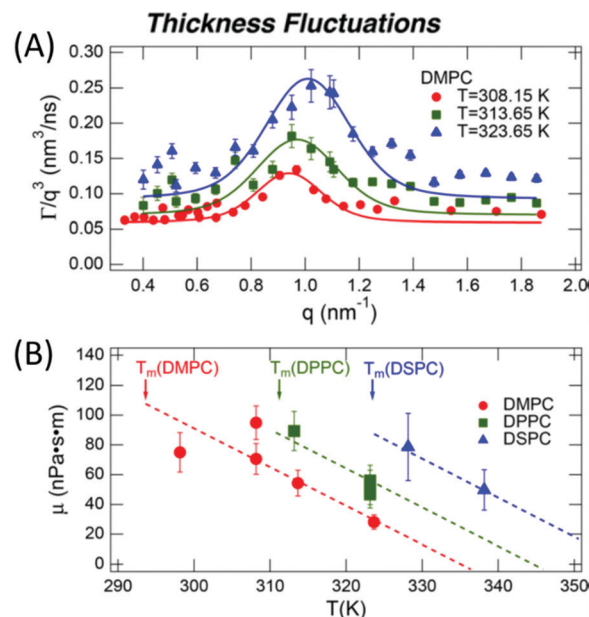 Thickness Fluctuations
(A)
0.30
0.25
0.20
0.15
0.10
0.05
0.00
Γ/q³ (nm³/ns)
DMPC
T=308.15 K
T=313.65 K
T=323.65 K
0.4 0.6 0.8 1.0 1.2 1.4 1.6 1.8 2.0
q (nm⁻¹)
(B)
140
120
100
80
60
40
20
0
μ (nPa•s•m)
Tm(DMPC) Tm(DPPC) Tm(DSPC)
DMPC
DPPC
DSPC
290 300 310 320 330 340 350
T(K)